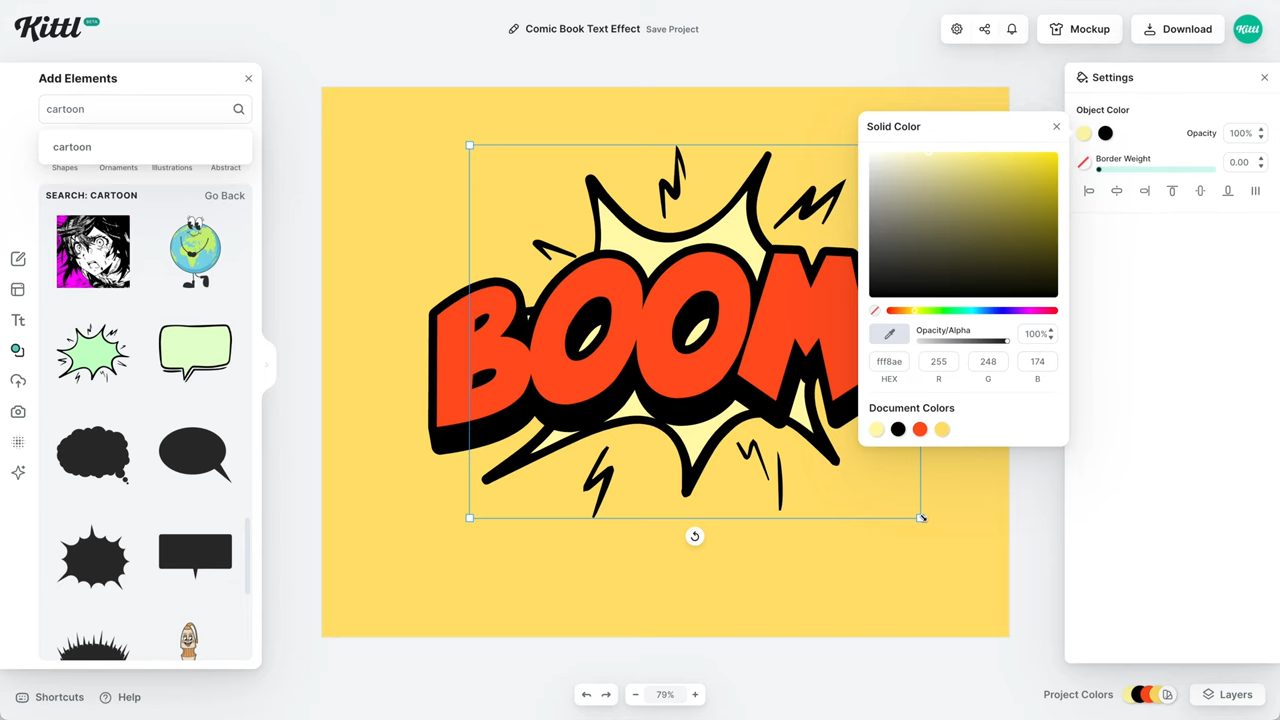 Kittl BETA
Comic Book Text Effect Save Project
Mockup
Download
Kittl
Add Elements
cartoon
cartoon
Shapes Ornaments Illustrations Abstract
SEARCH: CARTOON Go Back
Tt
BOOM
Solid Color
Opacity/Alpha
100%
fff8ae 255 248 174
HEX R G B
Document Colors
Settings
Object Color
Opacity 100%
Border Weight
0.00
Shortcuts
Help
79%
Project Colors
Layers